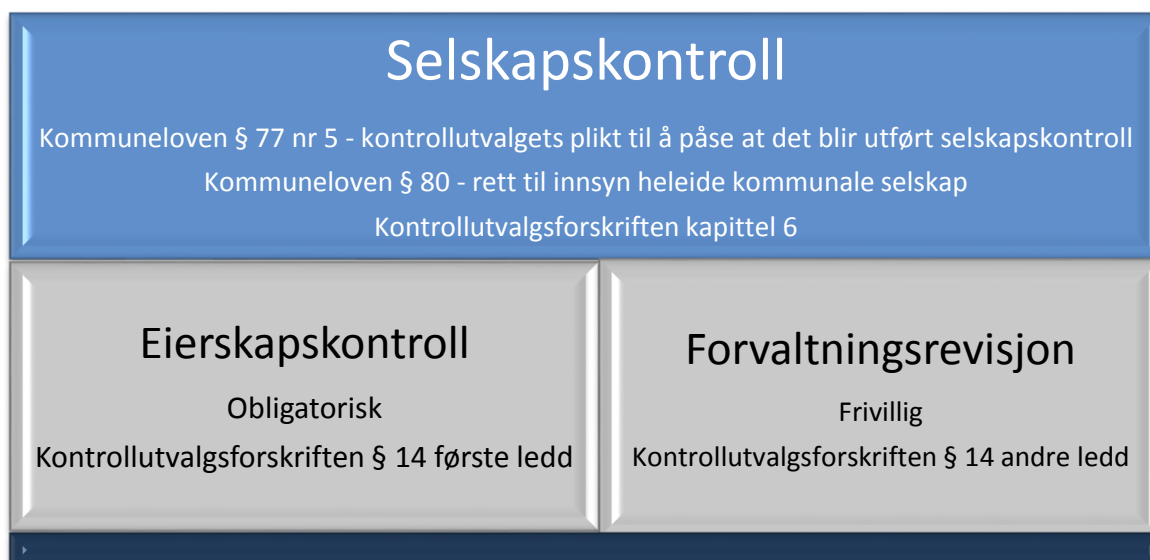 Selskapskontroll
Kommuneloven § 77 nr 5 - kontrollutvalgets plikt til å påse at det blir utført selskapskontroll
Kommuneloven § 80 - rett til innsyn heleide kommunale selskap
Kontrollutvalgsforskriften kapittel 6
Eierskapskontroll
Obligatorisk
Kontrollutvalgsforskriften § 14 første ledd
Forvaltningsrevisjon
Frivillig
Kontrollutvalgsforskriften § 14 andre ledd